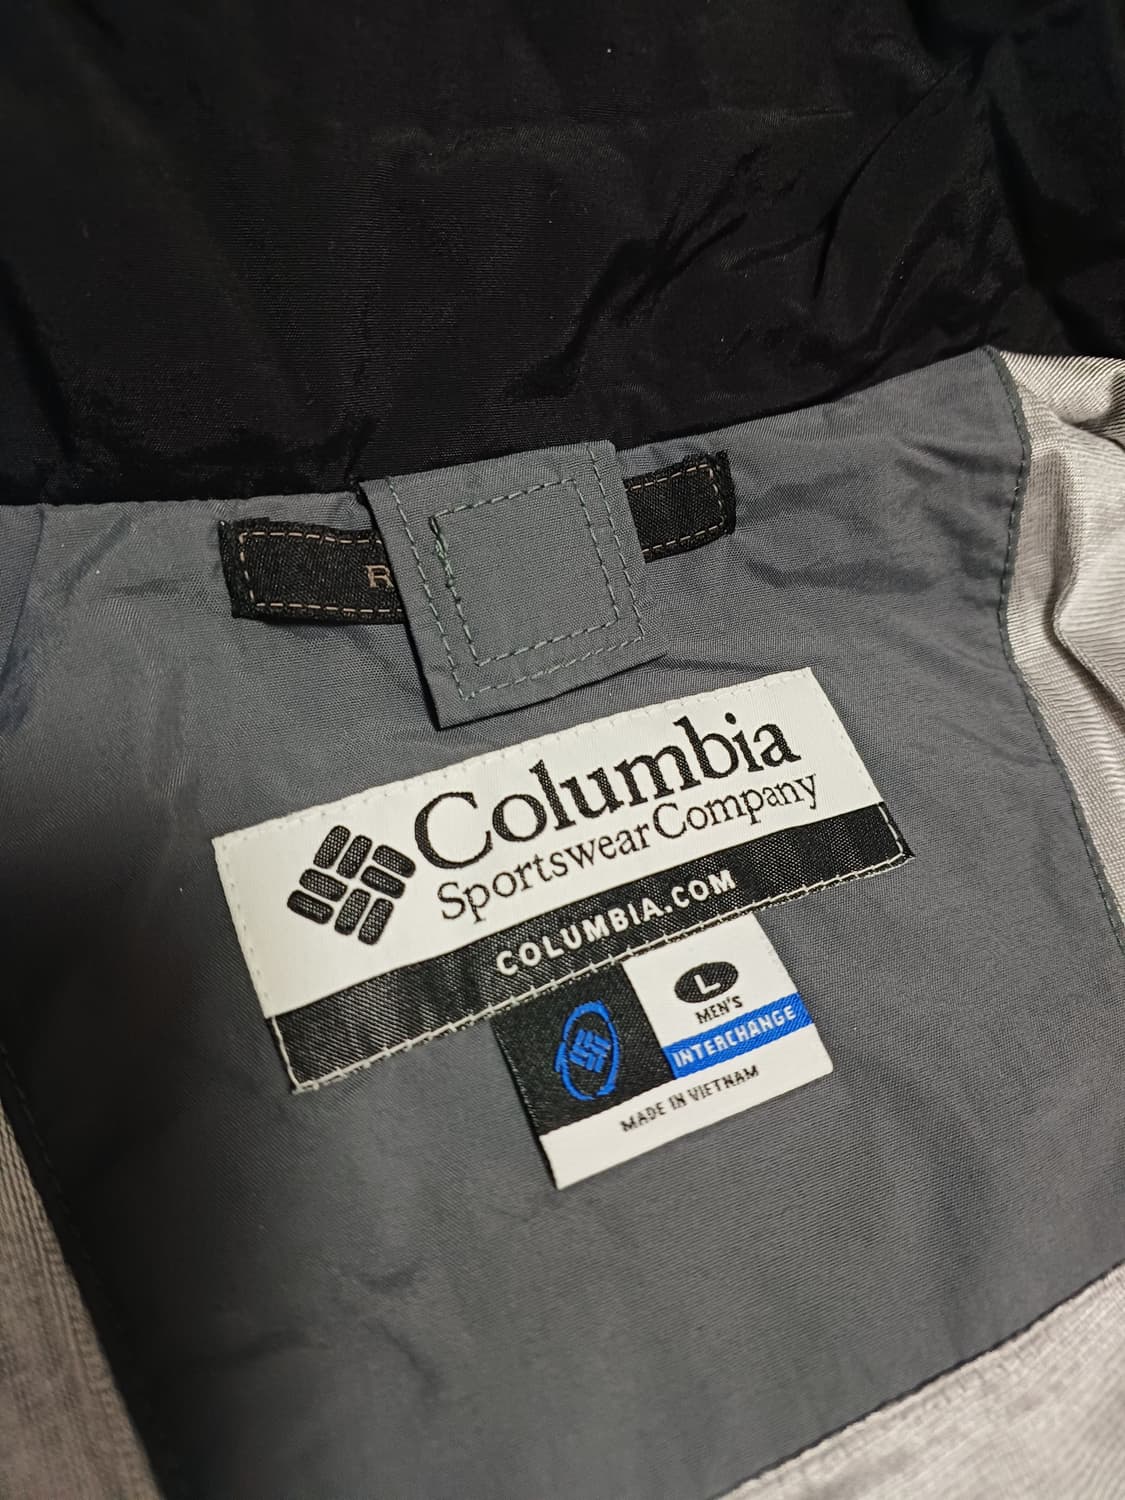 R
Columbia
Sportswear Company
COLUMBIA.COM
L
MEN'S
INTERCHANGE
MADE IN VIETNAM